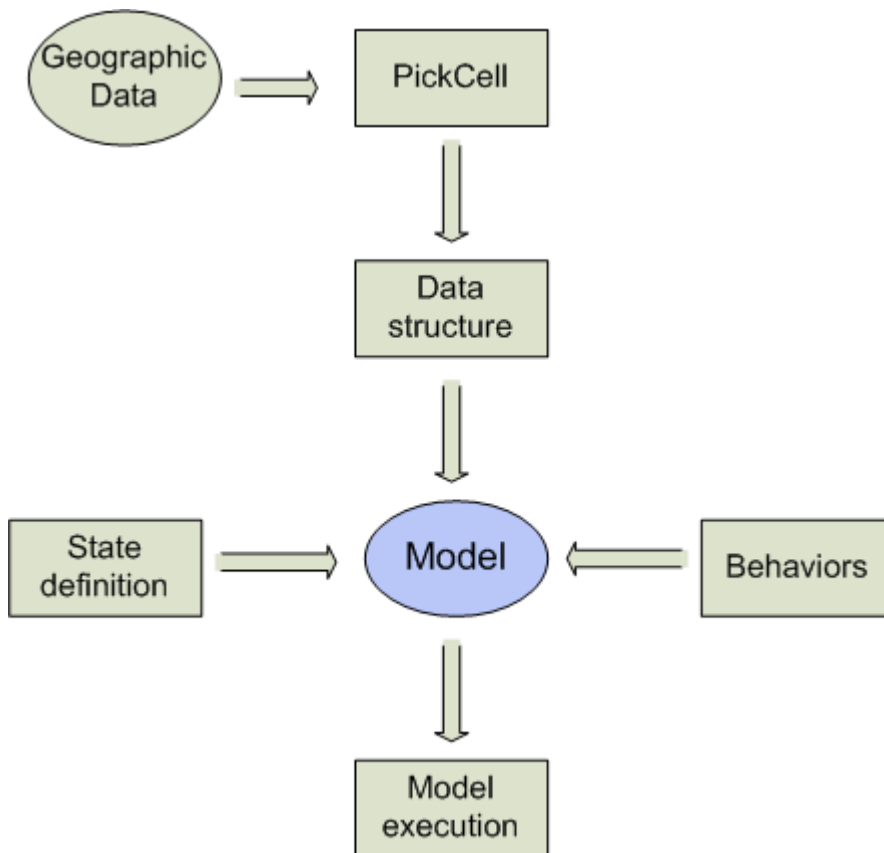 Geographic
Data
PickCell
Data
structure
State
definition
Model
Behaviors
Model
execution